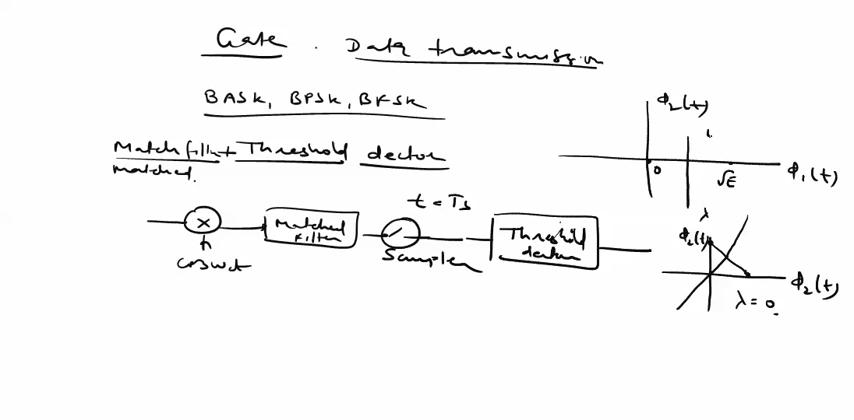 Gate . Data transmission
BASK, BPSK, BFSK
Match filter + Threshold dector
matched.
t = Ts
Matched filter
Sampler
Threshold dector
cosωct
ϕ2(t)
0
√E
ϕ1(t)
λ
ϕ2(t)
λ = 0